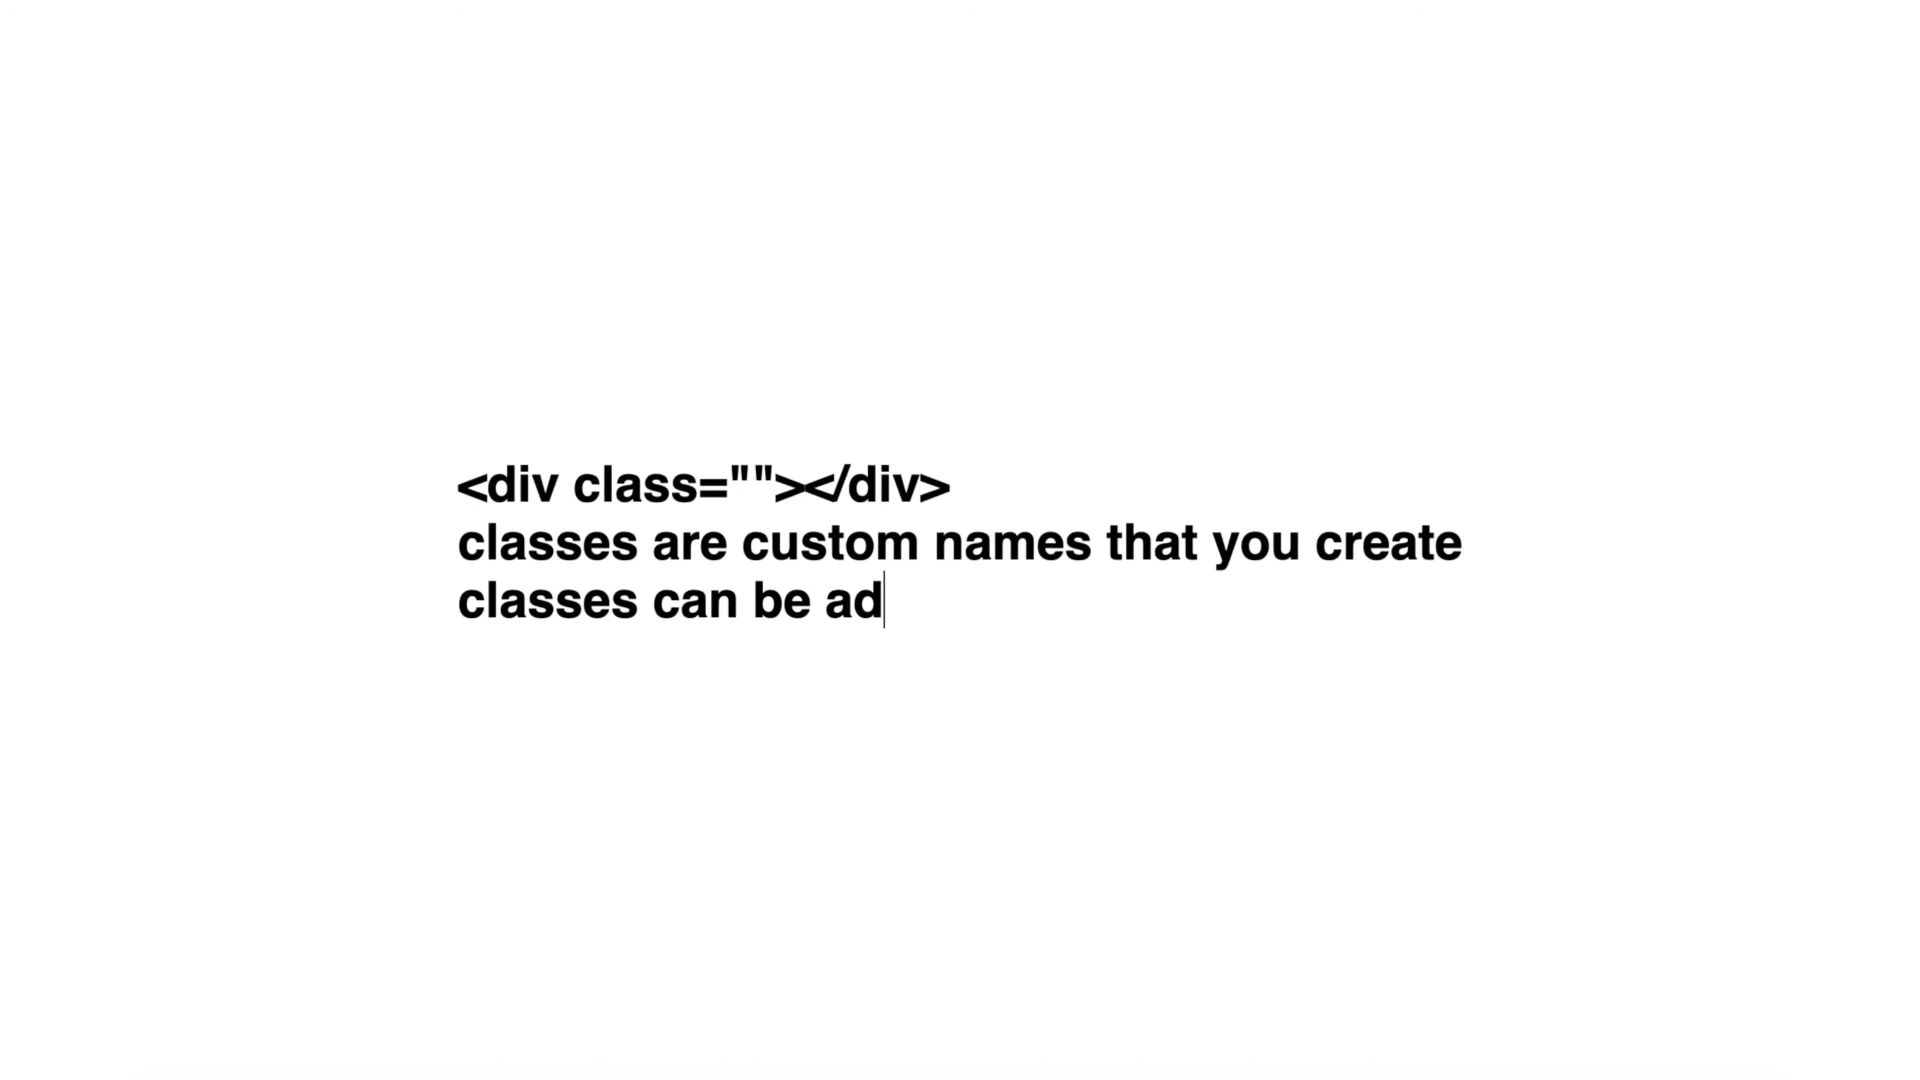 <div class=""></div>
classes are custom names that you create
classes can be ad